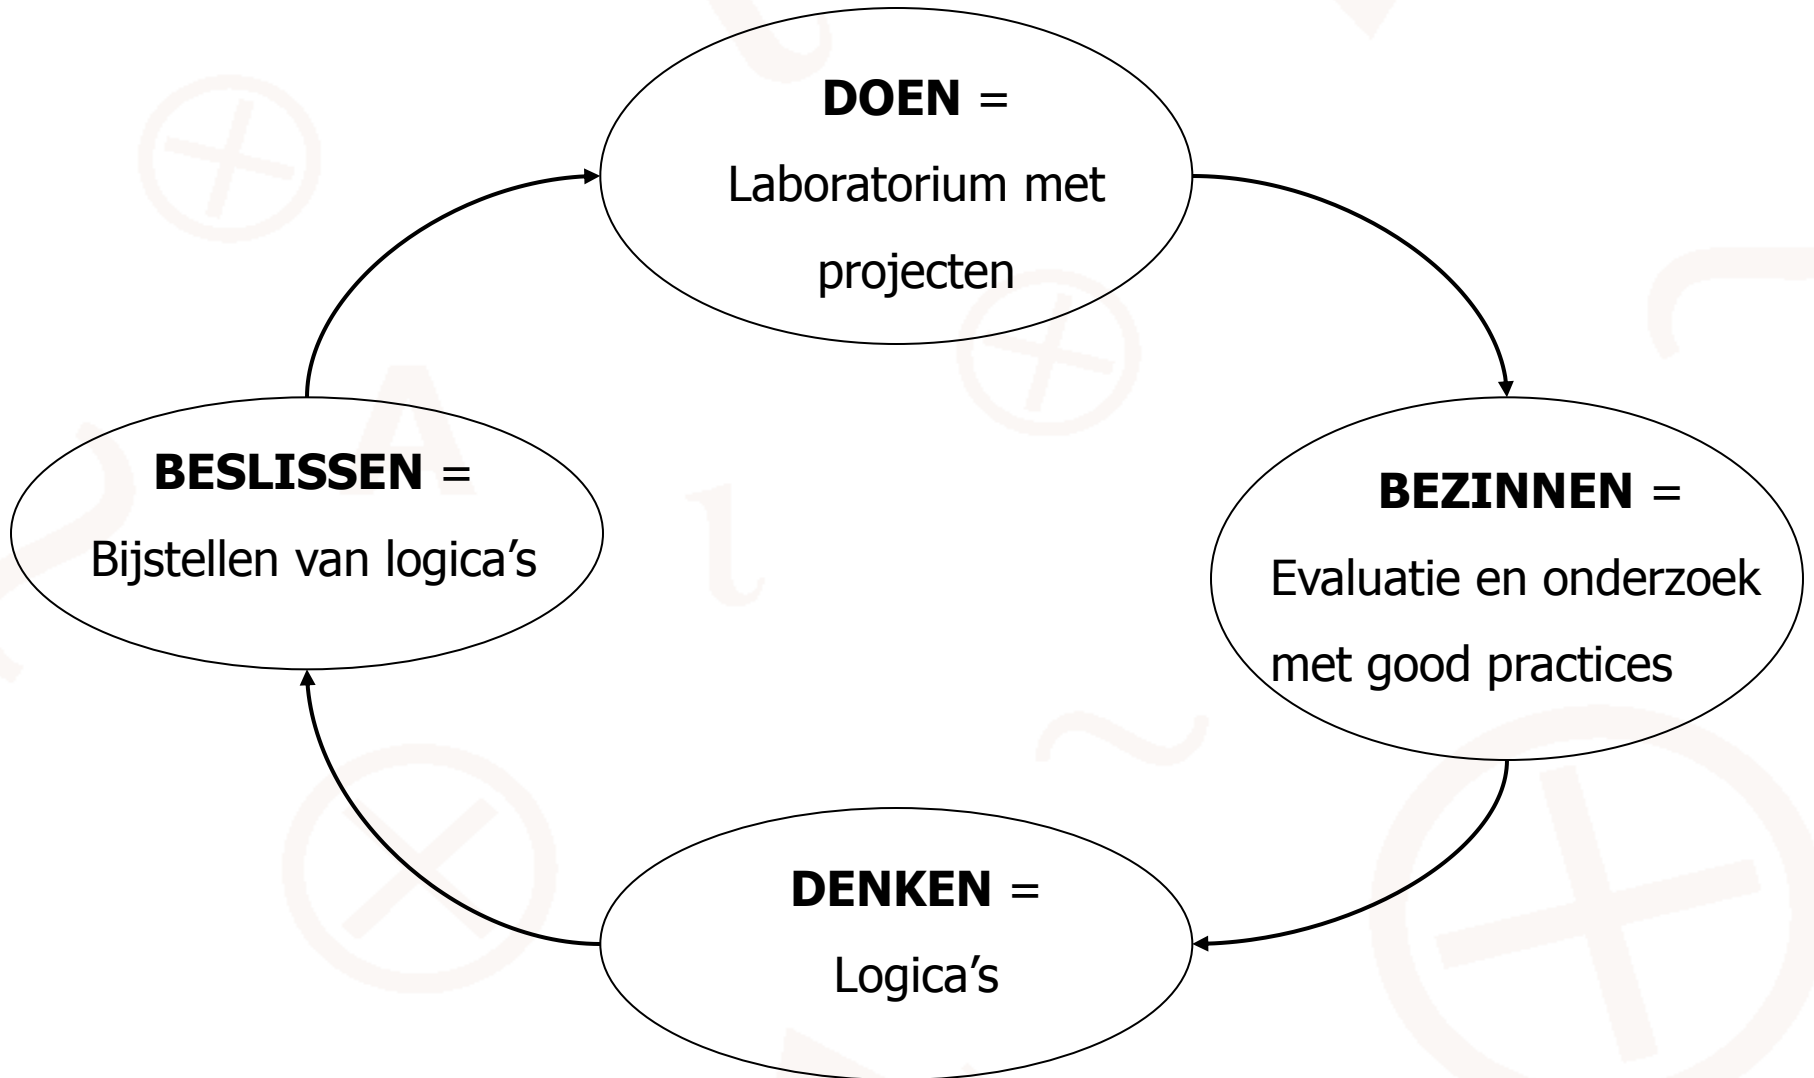 DOEN =
Laboratorium met
projecten
BESLISSEN =
Bijstellen van logica’s
BEZINNEN =
Evaluatie en onderzoek
met good practices
DENKEN =
Logica’s